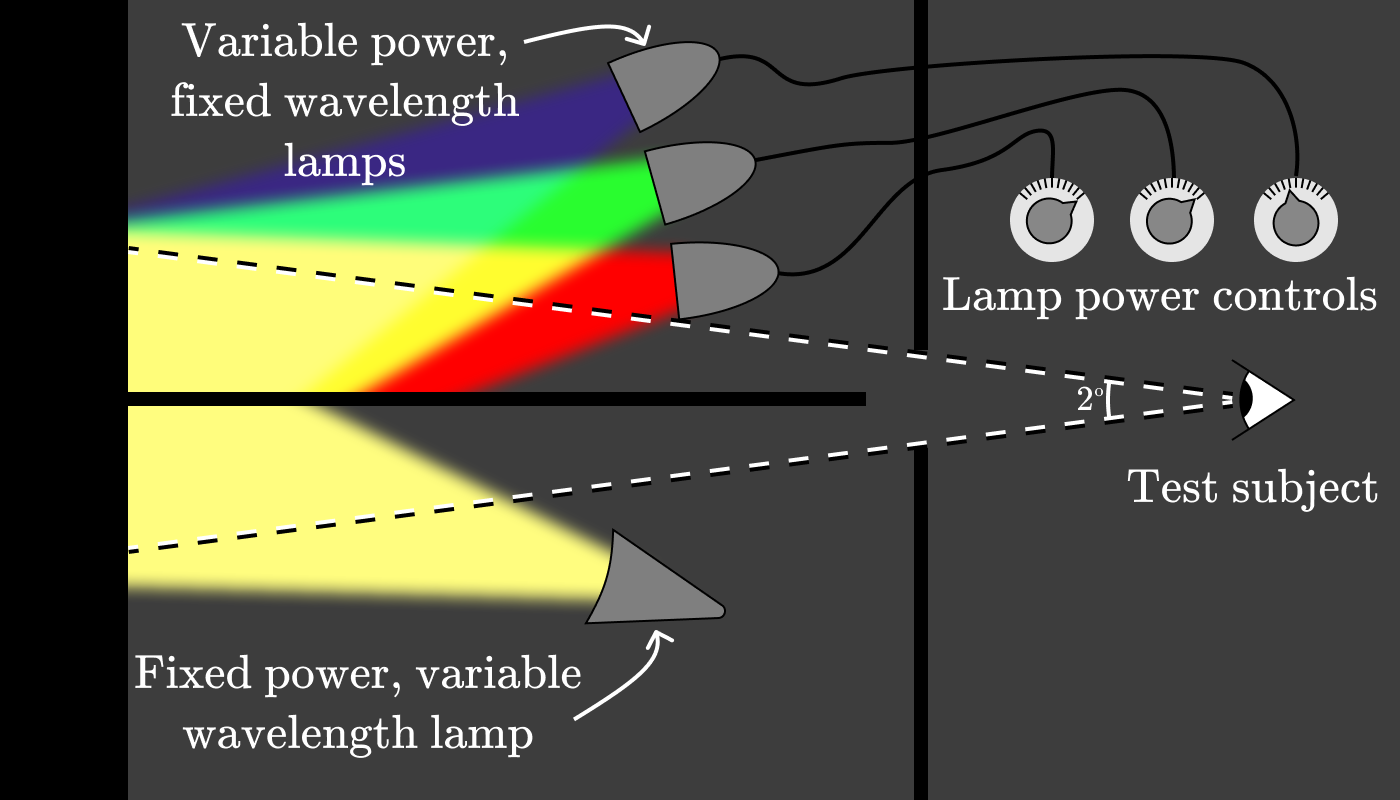 Variable power,
fixed wavelength
lamps
Lamp power controls
2°
Test subject
Fixed power, variable
wavelength lamp